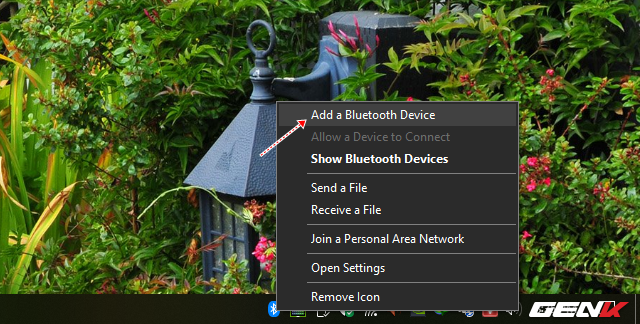 Add a Bluetooth Device
Allow a Device to Connect
Show Bluetooth Devices
Send a File
Receive a File
Join a Personal Area Network
Open Settings
Remove Icon
GENK